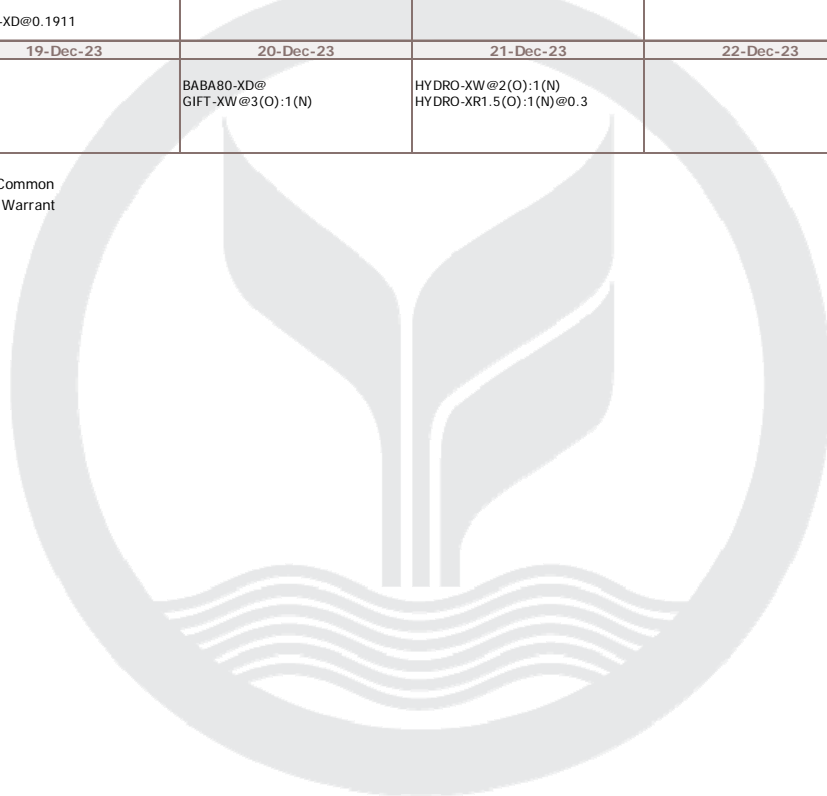 -XD@0.1911
19-Dec-23 20-Dec-23 21-Dec-23 22-Dec-23
BABA80-XD@ HYDRO-XW@2(O):1(N)
GIFT-XW@3(O):1(N) HYDRO-XR1.5(O):1(N)@0.3
Common
Warrant